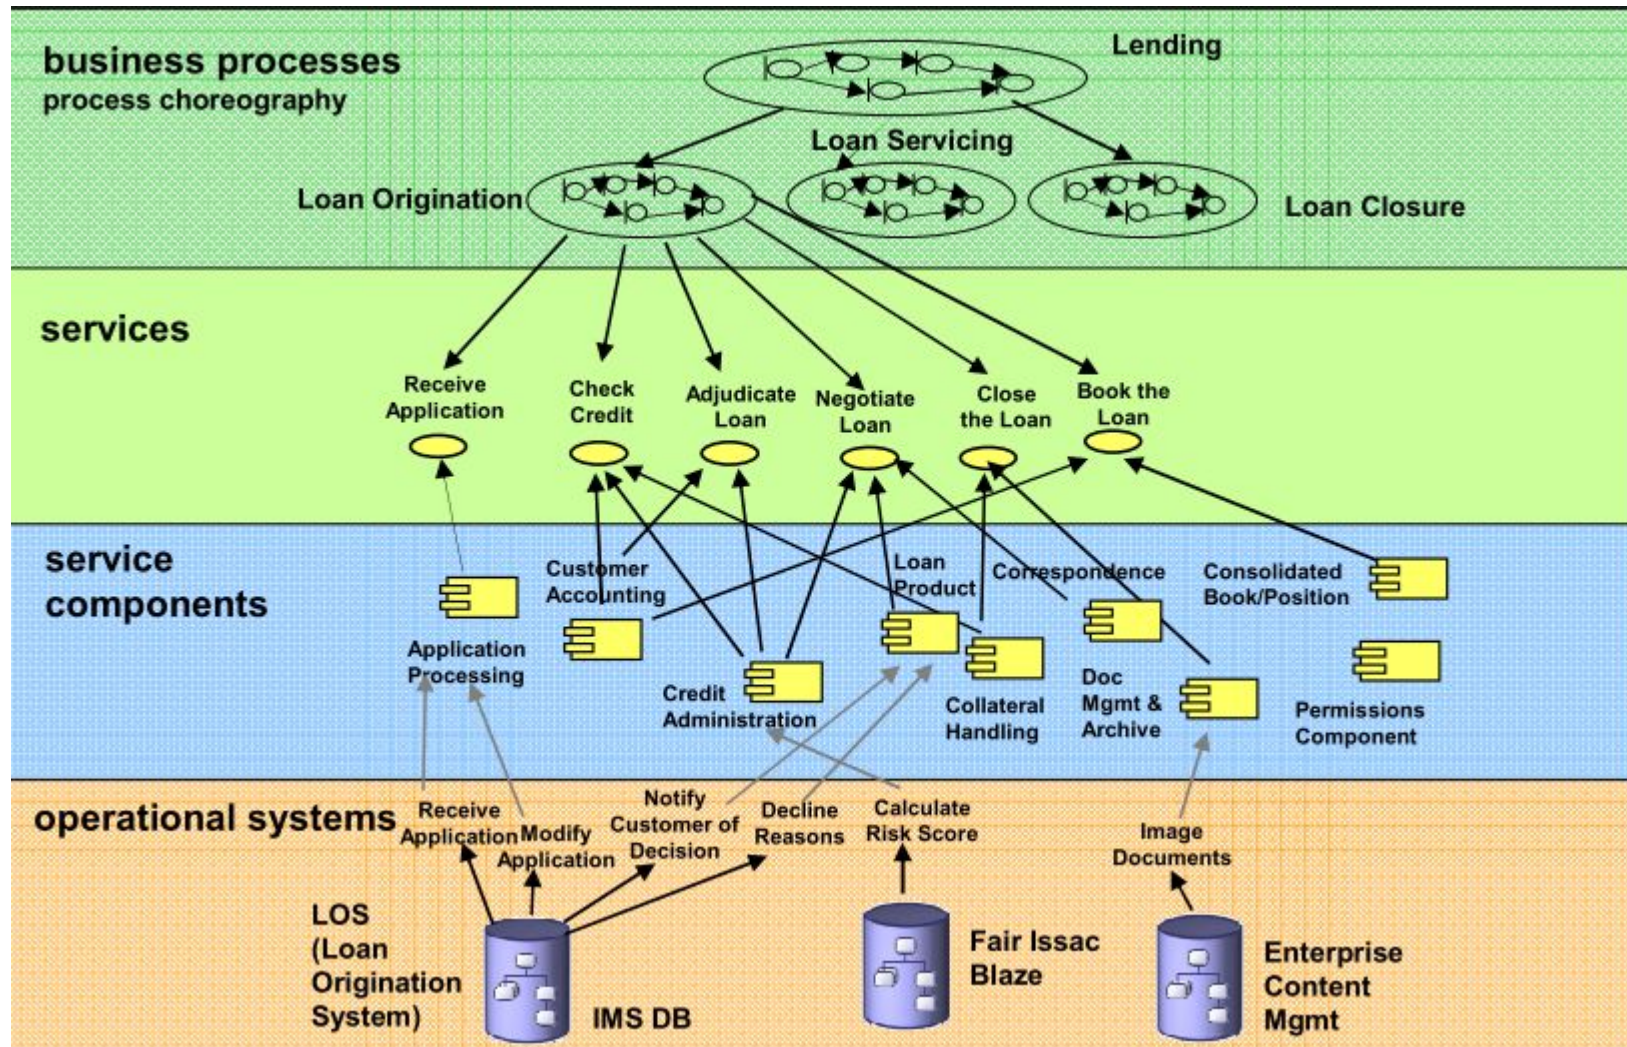 business processes
process choreography
Lending
Loan Servicing
Loan Origination
Loan Closure
services
Receive
Application
Check
Credit
Adjudicate
Loan
Negotiate
Loan
Close
the Loan
Book the
Loan
service
components
Customer
Accounting
Loan
Product
Correspondence
Consolidated
Book/Position
Application
Processing
Credit
Administration
Collateral
Handling
Doc
Mgmt &
Archive
Permissions
Component
operational systems
Receive
Application
Modify
Application
Notify
Customer of
Decision
Decline
Reasons
Calculate
Risk Score
Image
Documents
LOS
(Loan
Origination
System)
IMS DB
Fair Issac
Blaze
Enterprise
Content
Mgmt